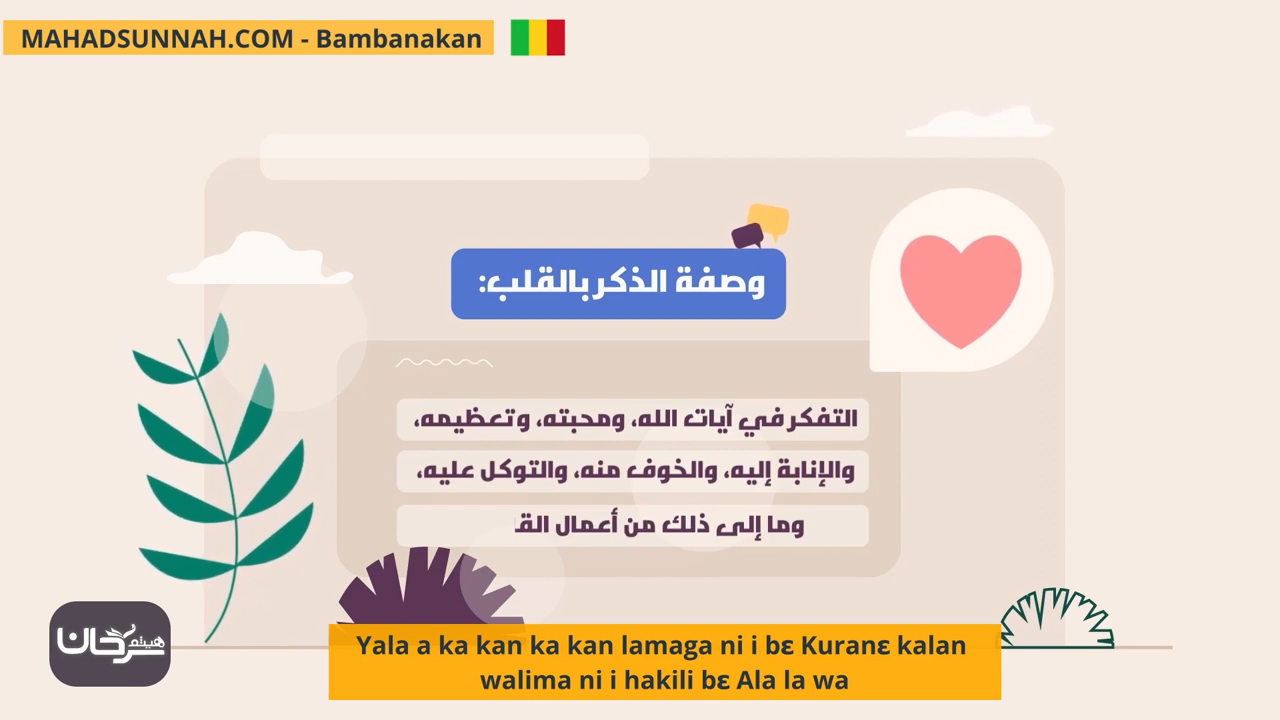 MAHADSUNNAH.COM - Bambanakan
وصفة الذكر بالقلب:
التفكر في آيات الله، ومحبته، وتعظيمه،
والإنابة إليه، والخوف منه، والتوكل عليه،
وما إلى ذلك من أعمال
هيثم سرحان
Yala a ka kan ka kan lamaga ni i bɛ Kuranɛ kalan
walima ni i hakili bɛ Ala la wa